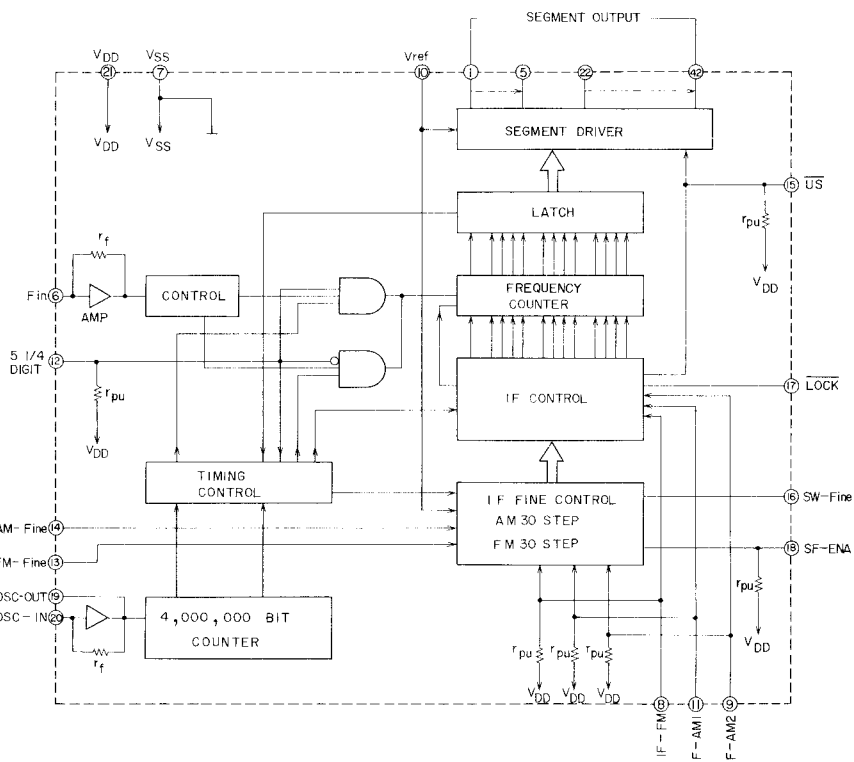 SEGMENT OUTPUT
VDD
VSS
Vref
21
7
10
1
5
22
42
VDD
VSS
SEGMENT DRIVER
15
US
rpu
VDD
LATCH
rf
Fin
6
AMP
CONTROL
FREQUENCY
COUNTER
5 1/4
DIGIT
12
rpu
VDD
IF CONTROL
17
LOCK
TIMING
CONTROL
IF FINE CONTROL
AM 30 STEP
FM 30 STEP
16
SW-Fine
AM-Fine
14
FM-Fine
13
18
SF-ENA
rpu
VDD
OSC-OUT
19
OSC-IN
20
rf
4,000,000 BIT
COUNTER
rpu
rpu
rpu
VDD
VDD
VDD
8
11
9
IF-FM
F-AM1
F-AM2